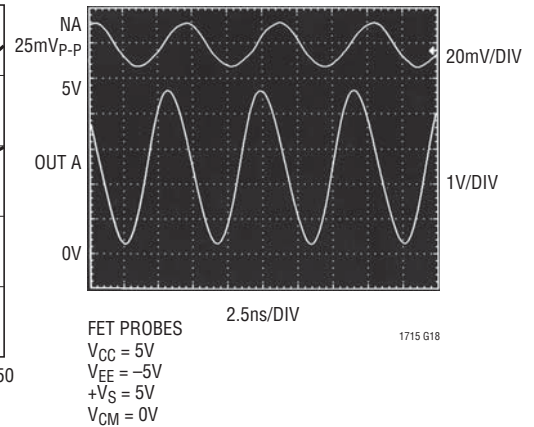 NA
25mVP-P
20mV/DIV
5V
OUT A
1V/DIV
0V
2.5ns/DIV
50
FET PROBES
VCC = 5V
VEE = –5V
+VS = 5V
VCM = 0V
1715 G18